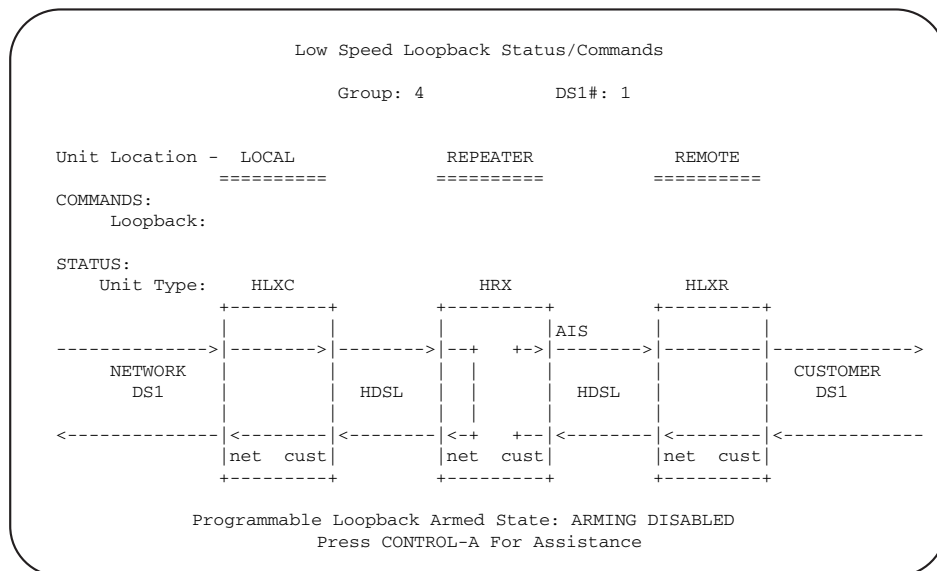 Low Speed Loopback Status/Commands
Group: 4 DS1#: 1
Unit Location - LOCAL REPEATER REMOTE
========== ========== ==========
COMMANDS:
Loopback:
STATUS:
Unit Type: HLXC HRX HLXR
+---------+ +---------+ +---------+
| | | |AIS | |
-------------->|-------->|-------->|--+ +->|-------->|---------|-------------->
NETWORK | | | | | | | CUSTOMER
DS1 | | HDSL | | | HDSL | | DS1
| | | | | | |
<--------------|<--------|<--------|<-+ +--|<--------|<--------|<-------------
|net cust| |net cust| |net cust|
+---------+ +---------+ +---------+
Programmable Loopback Armed State: ARMING DISABLED
Press CONTROL-A For Assistance